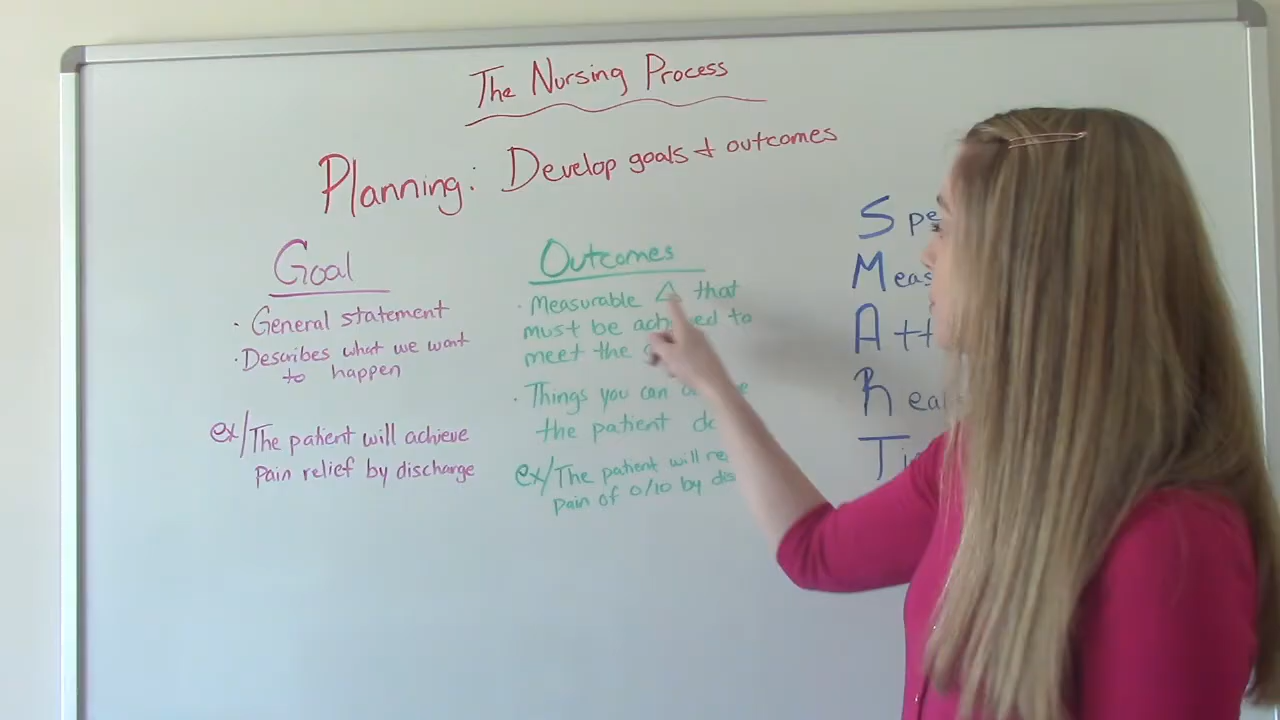 The Nursing Process
Planning: Develop goals + outcomes
Goal
· General statement
· Describes what we want
to happen
ex/The patient will achieve
pain relief by discharge
Outcomes
· Measurable Δ that
must be to
meet the
· Things you can
the patient
ex/The patient will
pain of 0/10 by
S
M
A
R
T